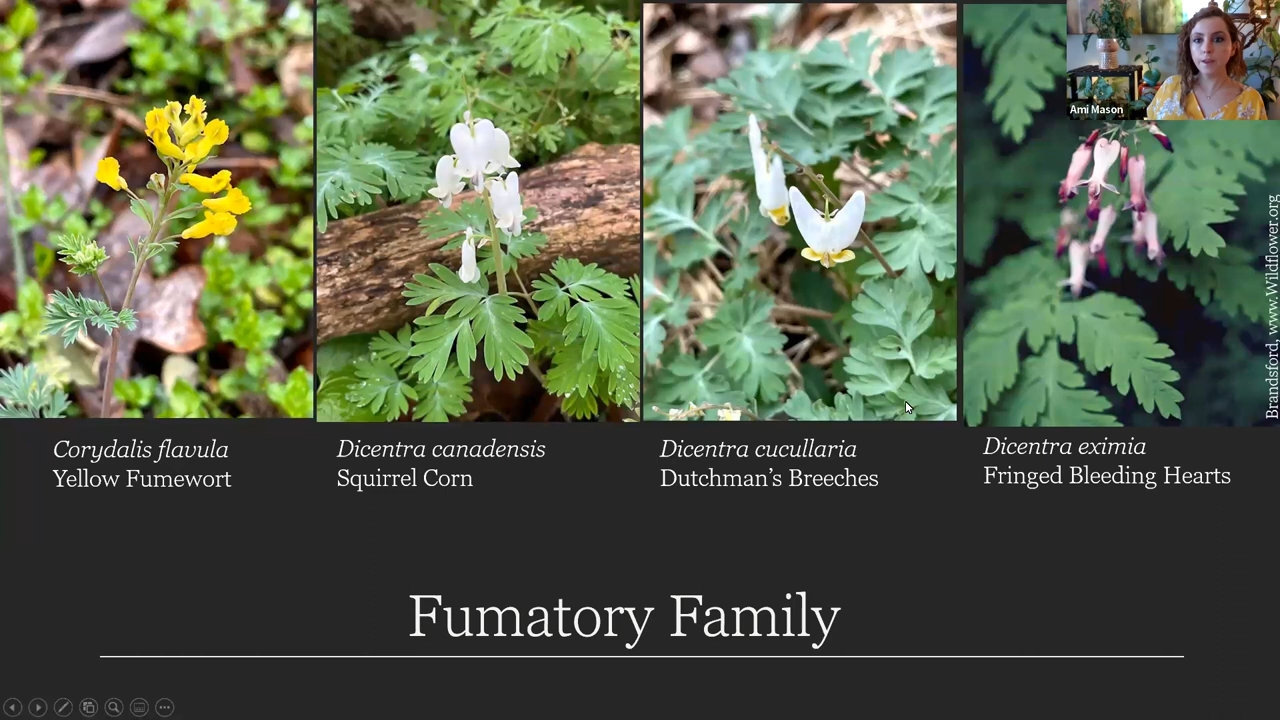 Ami Mason
Brandsford, www.Wildflower.org
Corydalis flavula
Yellow Fumewort
Dicentra canadensis
Squirrel Corn
Dicentra cucullaria
Dutchman’s Breeches
Dicentra eximia
Fringed Bleeding Hearts
Fumatory Family